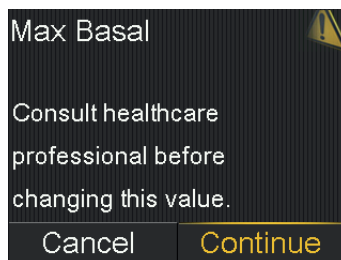 Max Basal
Consult healthcare
professional before
changing this value.
Cancel Continue